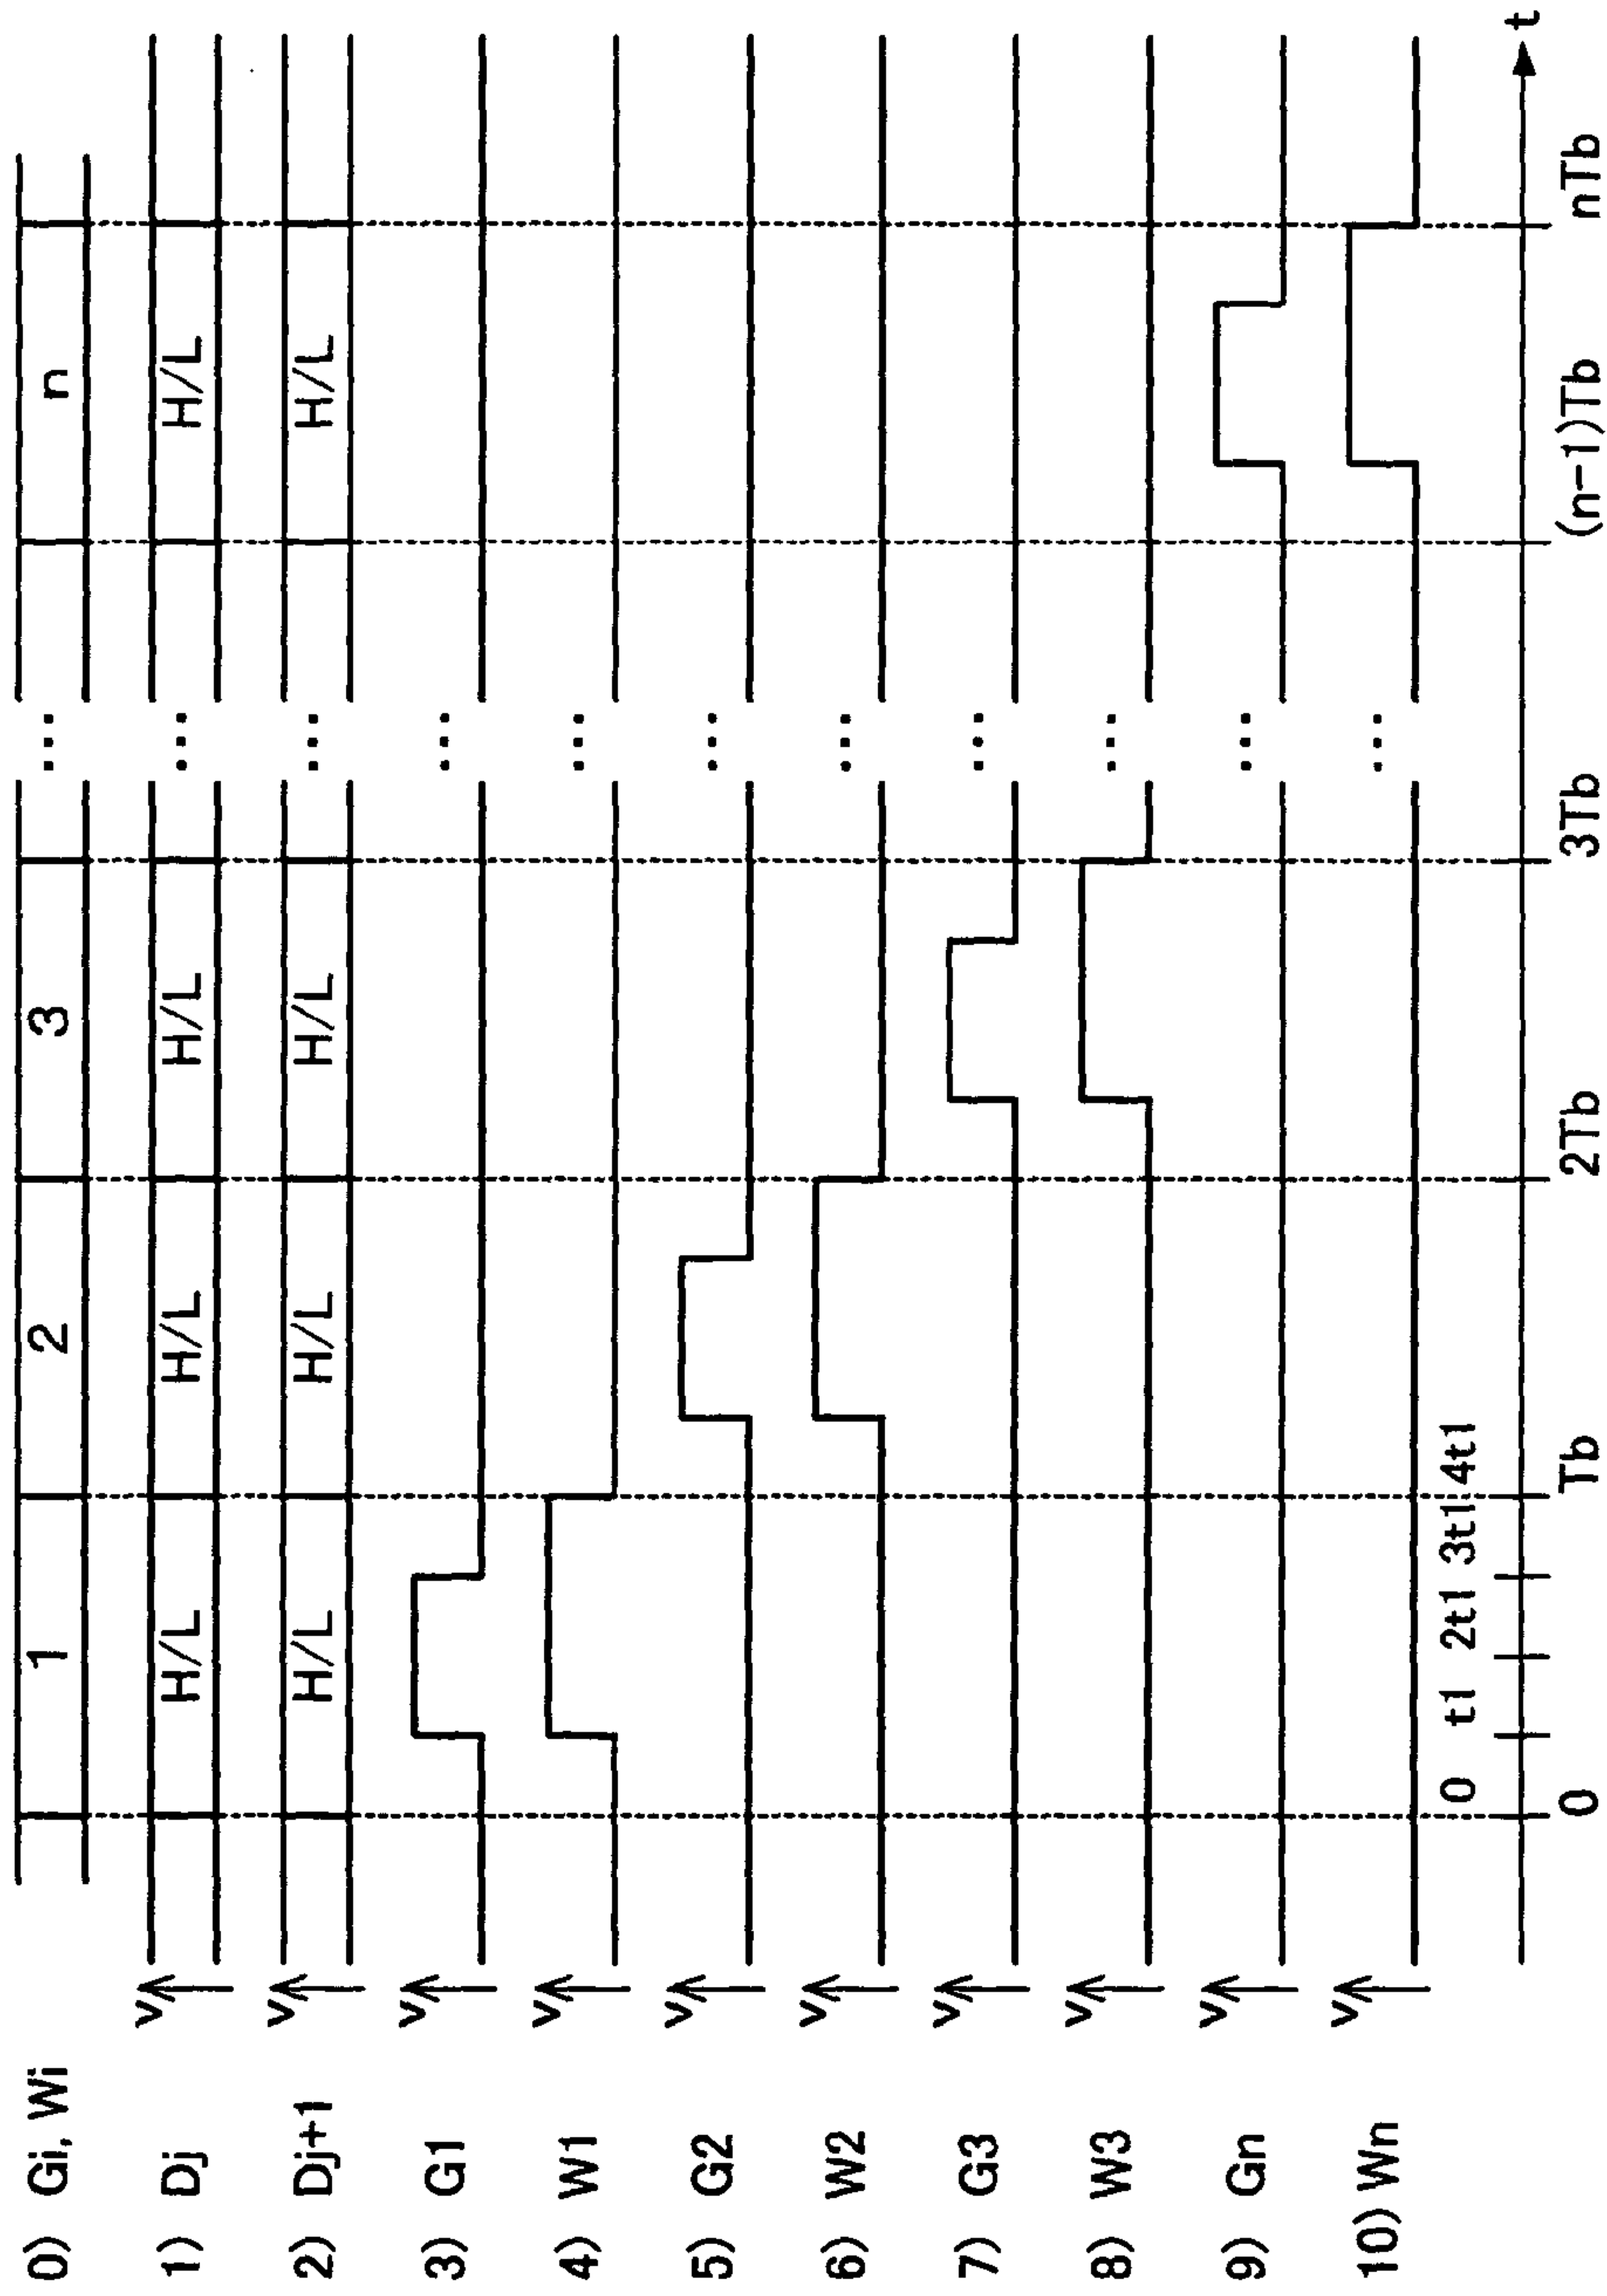 0) Gi, Wi 1 2 3 ... n
1) Dj V H/L H/L H/L ... H/L
2) Dj+1 V H/L H/L H/L ... H/L
3) G1 V ...
4) W1 V ...
5) G2 V ...
6) W2 V ...
7) G3 V ...
8) W3 V ...
9) Gn V ...
10) Wn V ...
0 t1 2t1 3t1 4t1
t
0 Tb 2Tb 3Tb (n-1)Tb nTb